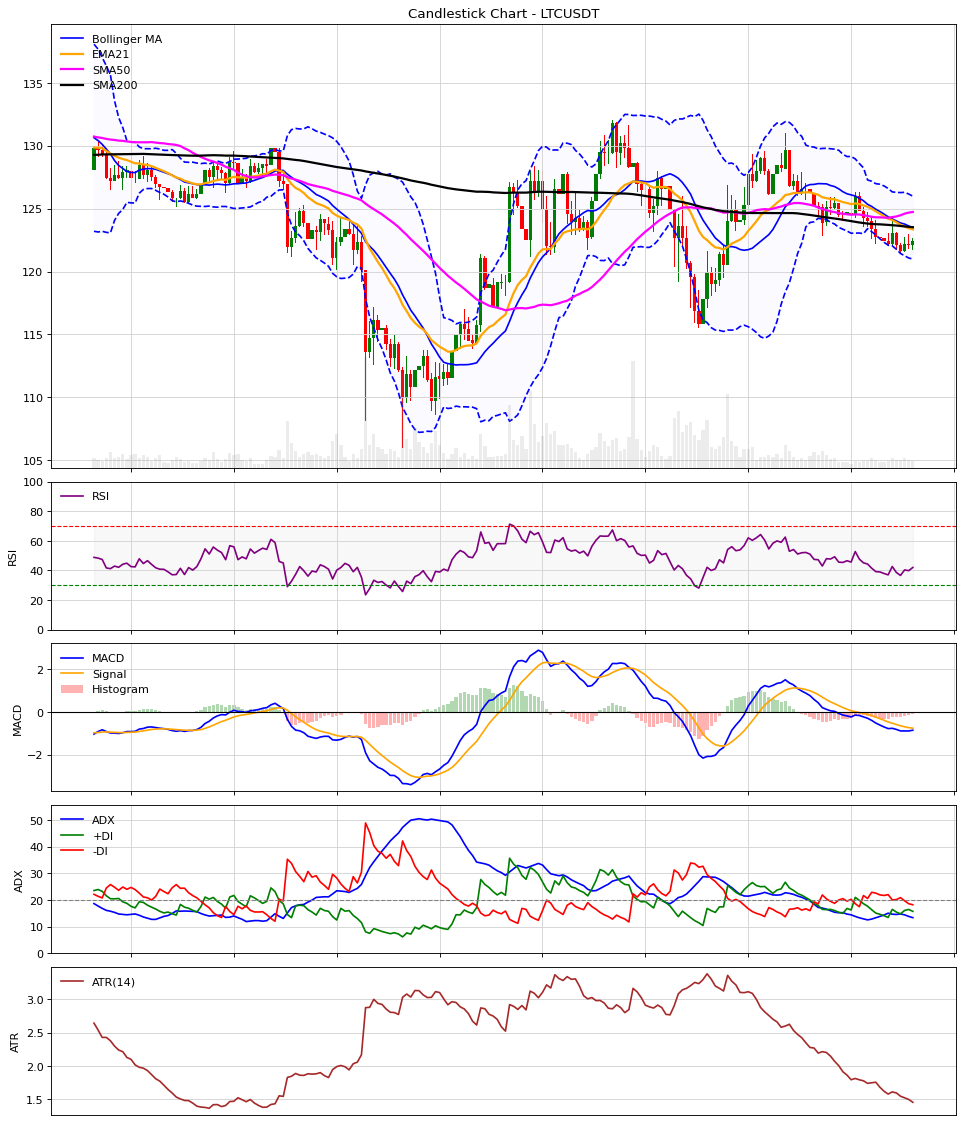 Candlestick Chart - LTCUSDT
Bollinger MA
EMA21
SMA50
SMA200
135
130
125
120
115
110
105
RSI
100
80
60
40
20
0
RSI
MACD
Signal
Histogram
2
0
−2
MACD
ADX
+DI
-DI
50
40
30
20
10
0
ADX
ATR(14)
3.0
2.5
2.0
1.5
ATR